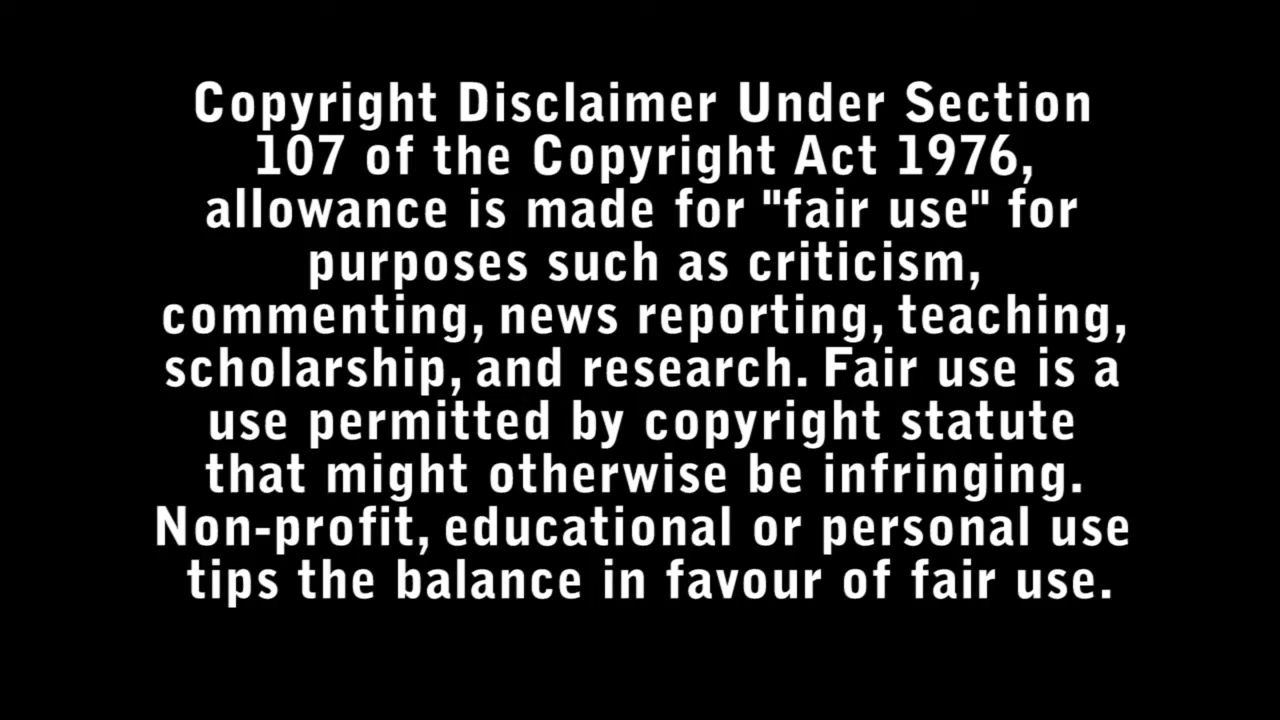 Copyright Disclaimer Under Section
107 of the Copyright Act 1976,
allowance is made for "fair use" for
purposes such as criticism,
commenting, news reporting, teaching,
scholarship, and research. Fair use is a
use permitted by copyright statute
that might otherwise be infringing.
Non-profit, educational or personal use
tips the balance in favour of fair use.